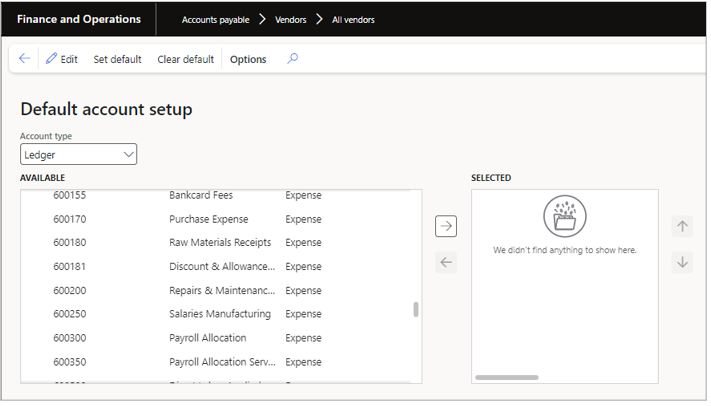 Finance and Operations Accounts payable Vendors All vendors
Edit Set default Clear default Options
Default account setup
Account type
Ledger
AVAILABLE
600155 Bankcard Fees Expense
600170 Purchase Expense Expense
600180 Raw Materials Receipts Expense
600181 Discount & Allowance... Expense
600200 Repairs & Maintenanc... Expense
600250 Salaries Manufacturing Expense
600300 Payroll Allocation Expense
600350 Payroll Allocation Serv... Expense
SELECTED
We didn't find anything to show here.